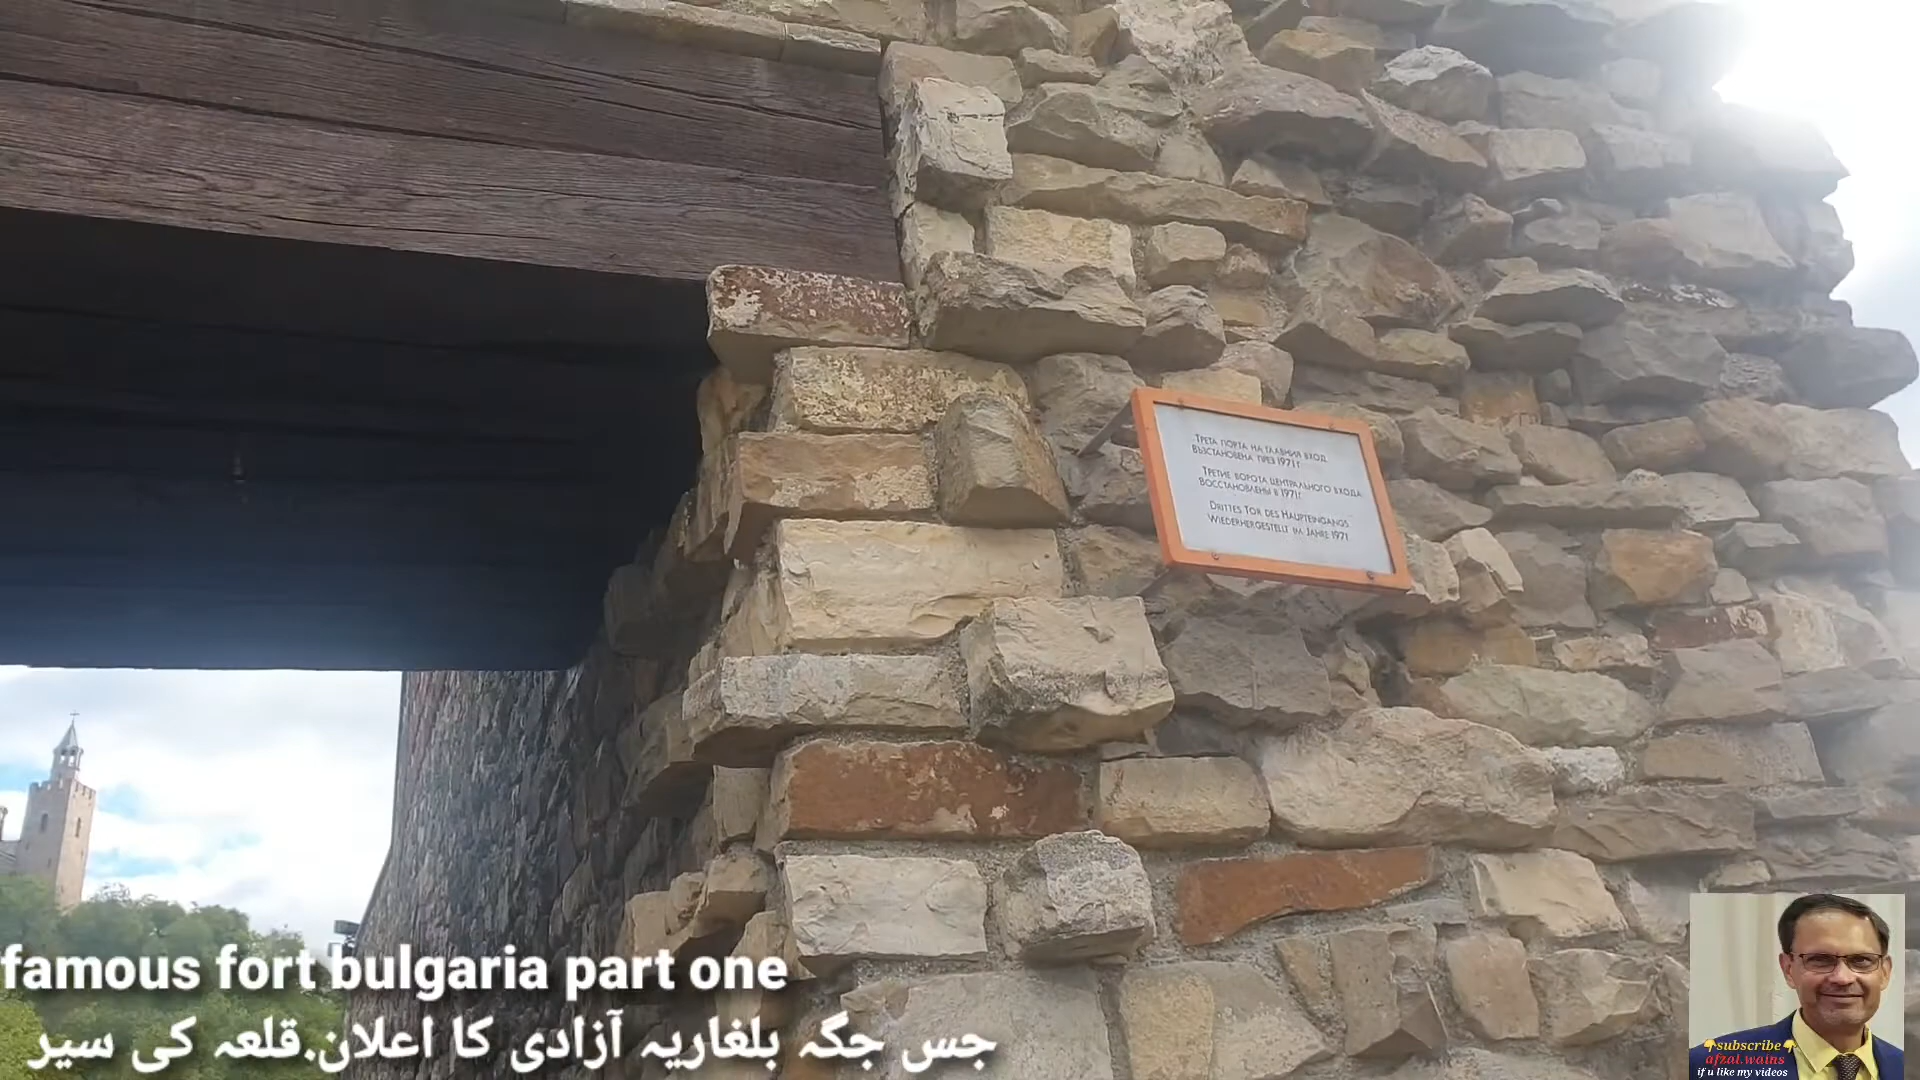 ТРЕТА ПОРТА НА ГЛАВНИЯ ВХОД
ВЪЗСТАНОВЕНА ПРЕЗ 1971 Г.
ТРЕТИЕ ВОРОТА ЦЕНТРАЛЬНОГО ВХОДА
ВОССТАНОВЛЕНЫ В 1971Г.
DRITTES TOR DES HAUPTEINGANGS
WIEDERHERGESTELLT IM JAHRE 1971
famous fort bulgaria part one
جس جگہ بلغاریہ آزادی کا اعلان.قلعہ کی سیر
subscribe
afzal.wains
if u like my videos